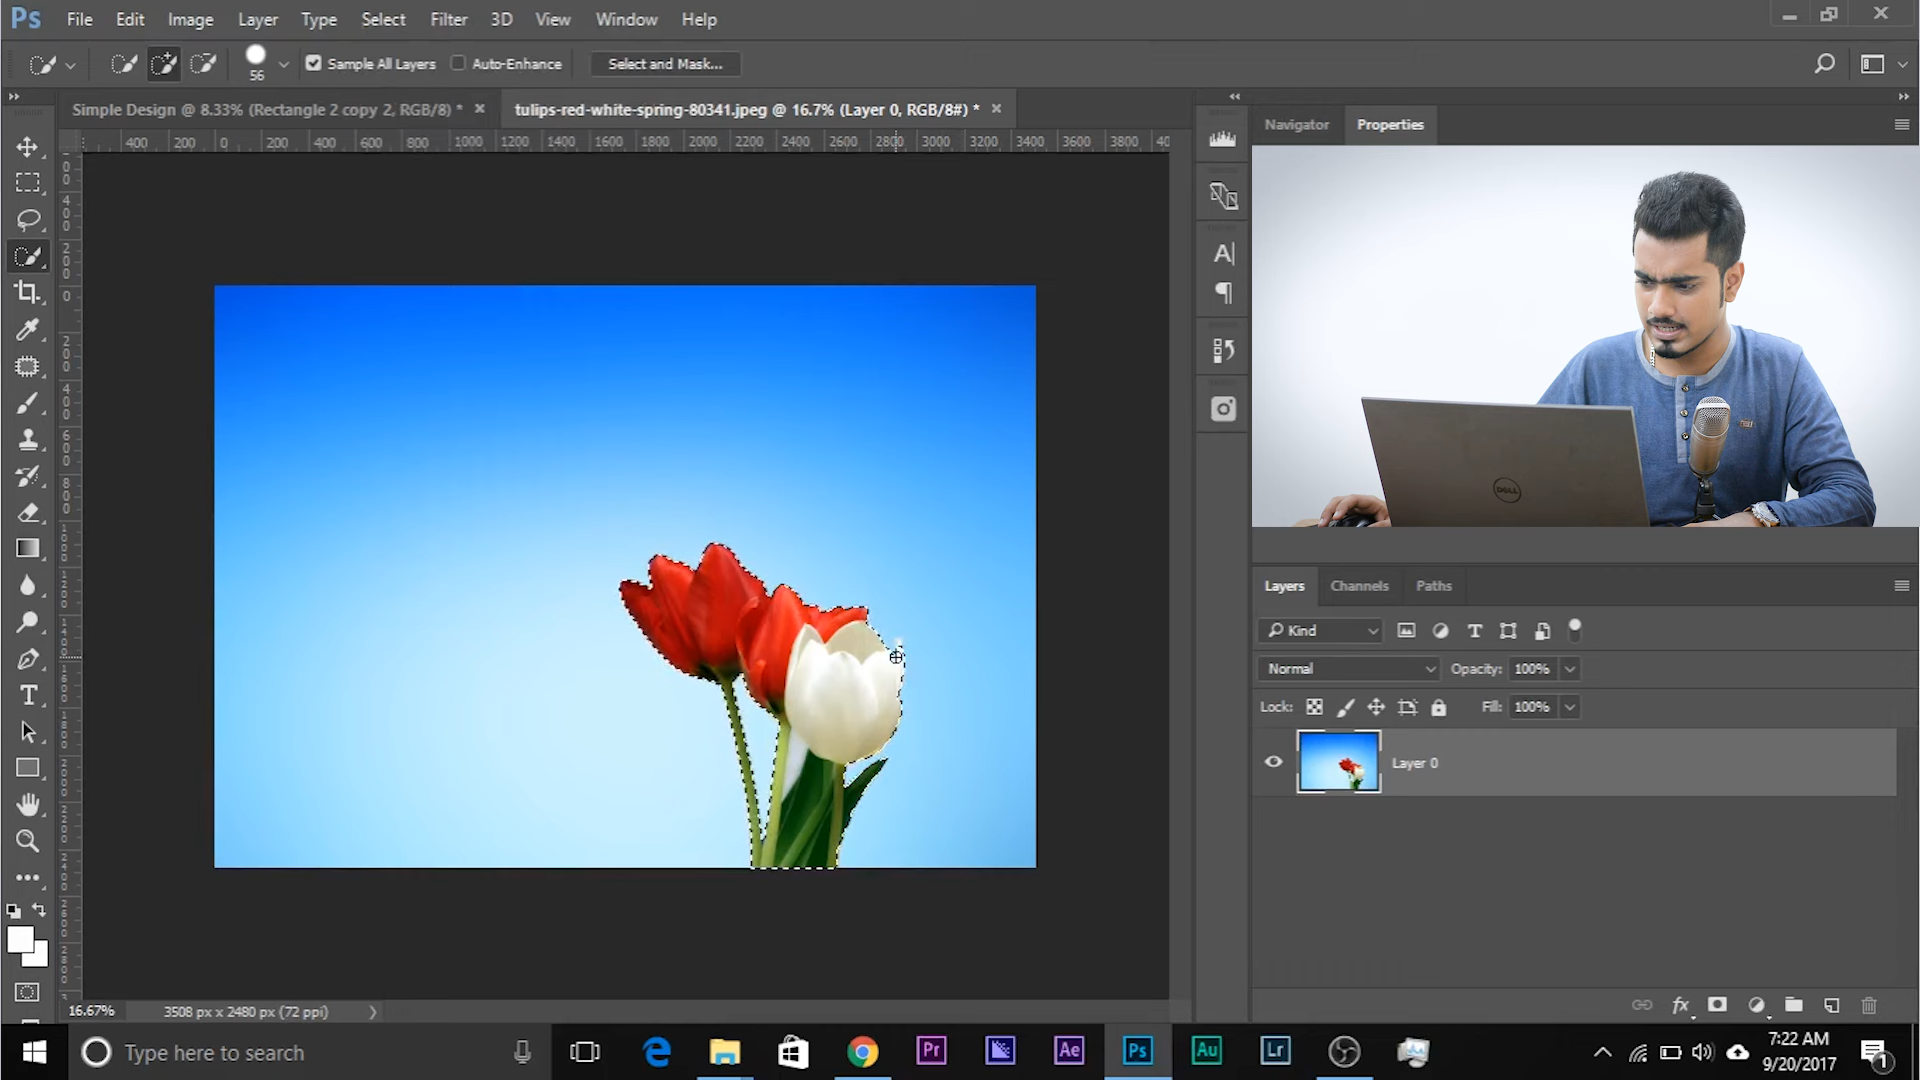 Ps File Edit Image Layer Type Select Filter 3D View Window Help
56 Sample All Layers Auto-Enhance Select and Mask...
Simple Design @ 8.33% (Rectangle 2 copy 2, RGB/8) * tulips-red-white-spring-80341.jpeg @ 16.7% (Layer 0, RGB/8#) *
400 200 0 200 400 600 800 1000 1200 1400 1600 1800 2000 2200 2400 2600 2800 3000 3200 3400 3600 3800 40
Navigator Properties
DELL
Layers Channels Paths
Kind
Normal Opacity: 100%
Lock: Fill: 100%
Layer 0
16.67% 3508 px x 2480 px (72 ppi)
Type here to search
Pr Ae Ps Au Lr
7:22 AM
9/20/2017
1